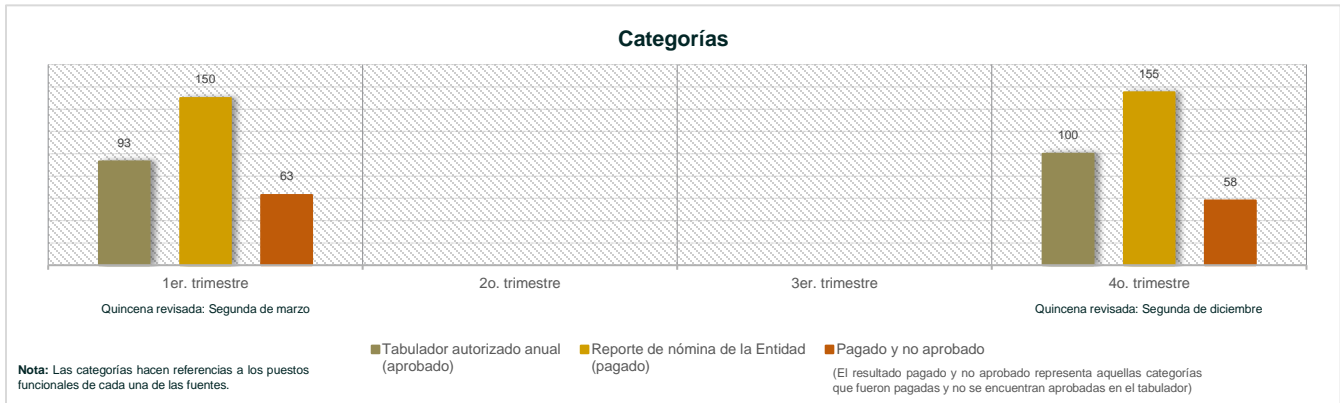 Categorías
150
155
93
100
63
58
1er. trimestre
2o. trimestre
3er. trimestre
4o. trimestre
Quincena revisada: Segunda de marzo
Quincena revisada: Segunda de diciembre
Tabulador autorizado anual
(aprobado)
Reporte de nómina de la Entidad
(pagado)
Pagado y no aprobado
(El resultado pagado y no aprobado representa aquellas categorías
que fueron pagadas y no se encuentran aprobadas en el tabulador)
Nota: Las categorías hacen referencias a los puestos
funcionales de cada una de las fuentes.